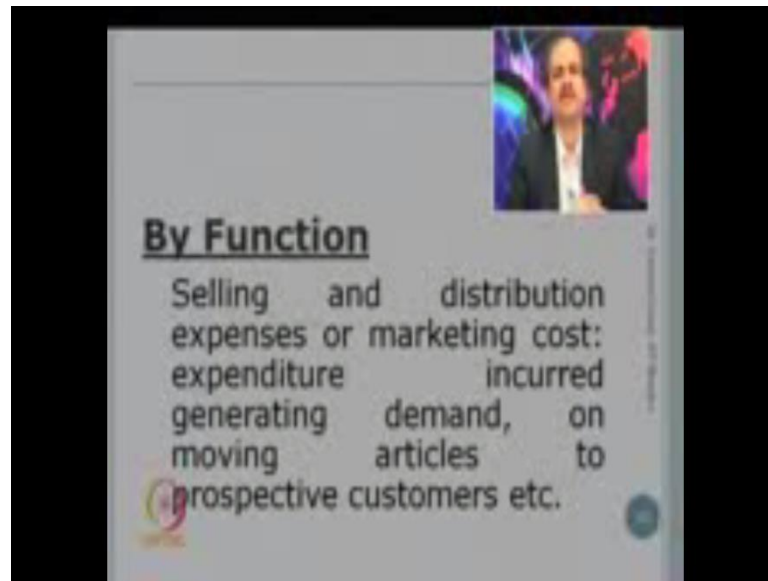 By Function
Selling and distribution
expenses or marketing cost:
expenditure incurred
generating demand, on
moving articles to
prospective customers etc.